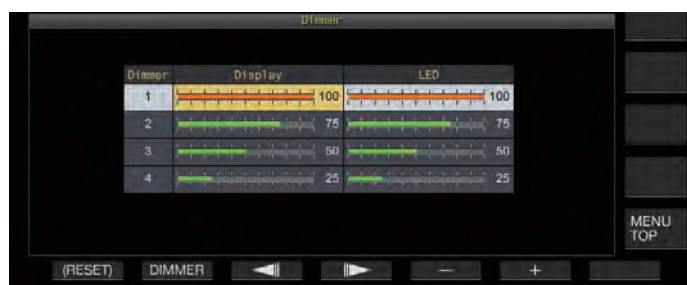 Dimmer
Dimmer Display LED
1 100 100
2 75 75
3 50 50
4 25 25
MENU
TOP
(RESET) DIMMER − +